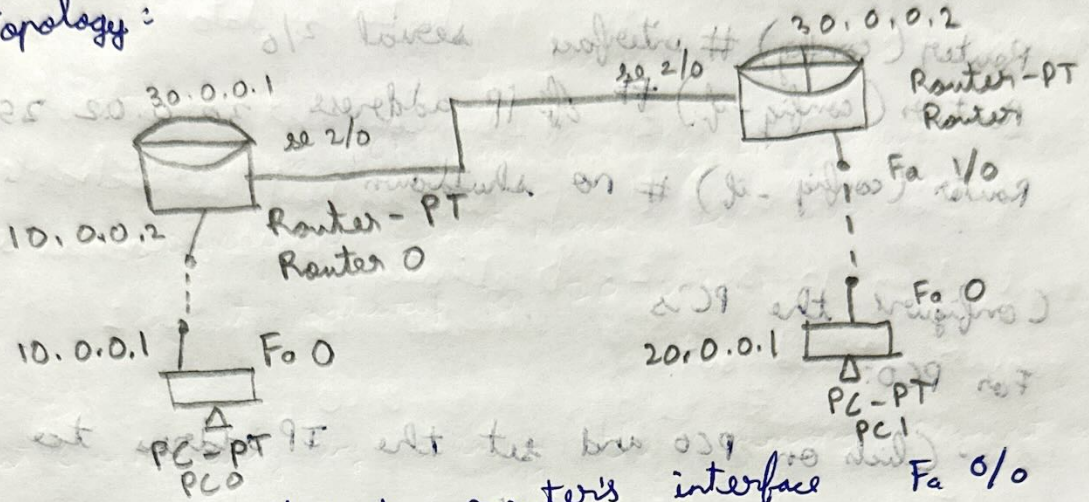 opology:
30.0.0.2
se 2/0
Router-PT
Router
30.0.0.1
se 2/0
Fa 1/0
Router-PT
Router 0
10.0.0.2
Fa 0
10.0.0.1
Fa 0
20.0.0.1
PC-PT
PC1
PC-PT
PC0
ter's interface Fa 0/0